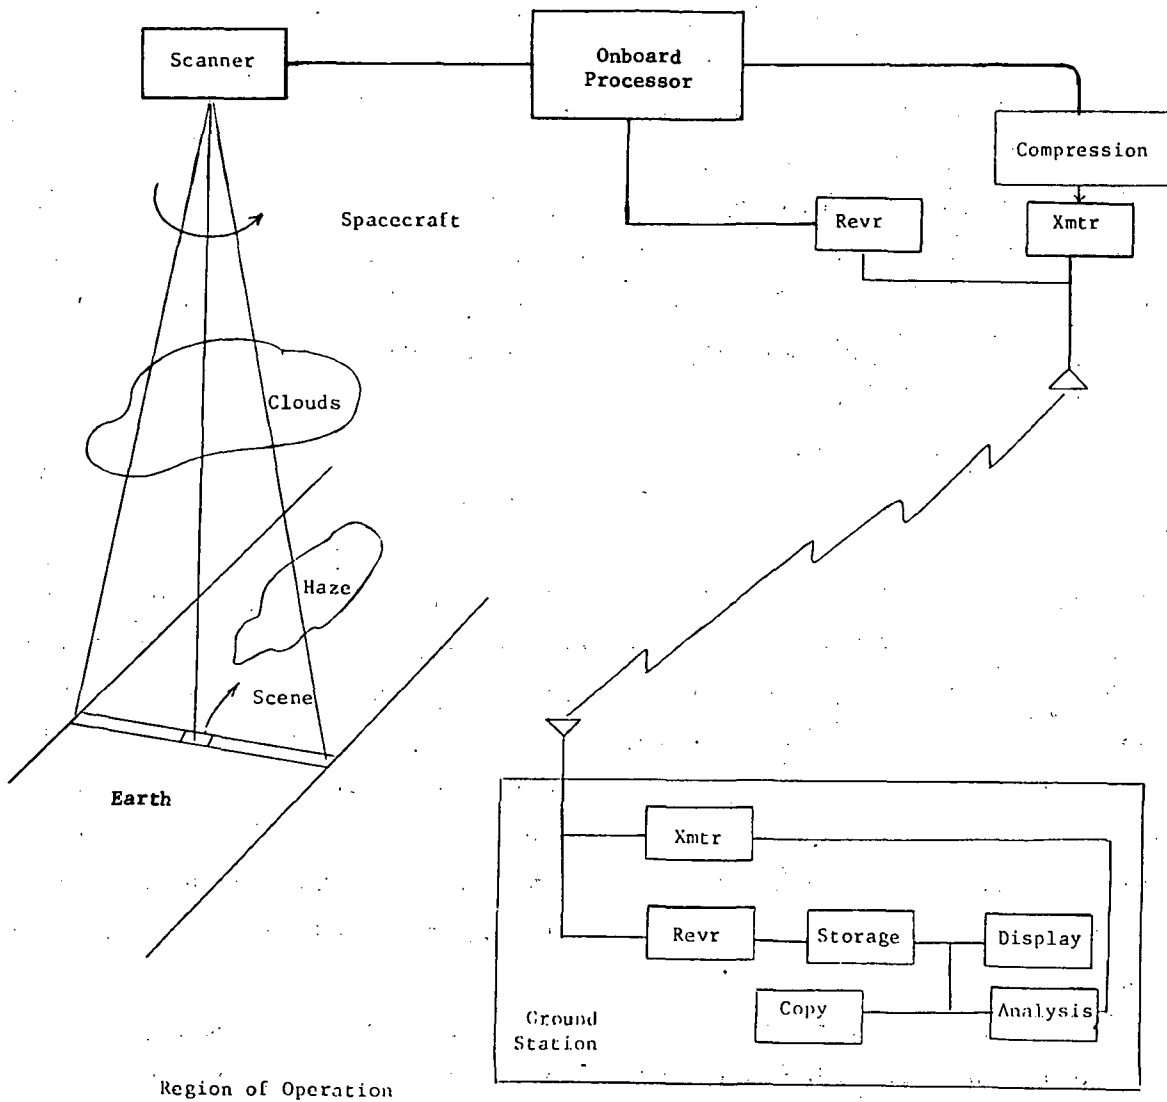 Scanner
Onboard
Processor
Compression
Spacecraft
Revr
Xmtr
Clouds
Haze
Scene
Earth
Xmtr
Revr
Storage
Display
Copy
Analysis
Ground
Station
Region of Operation